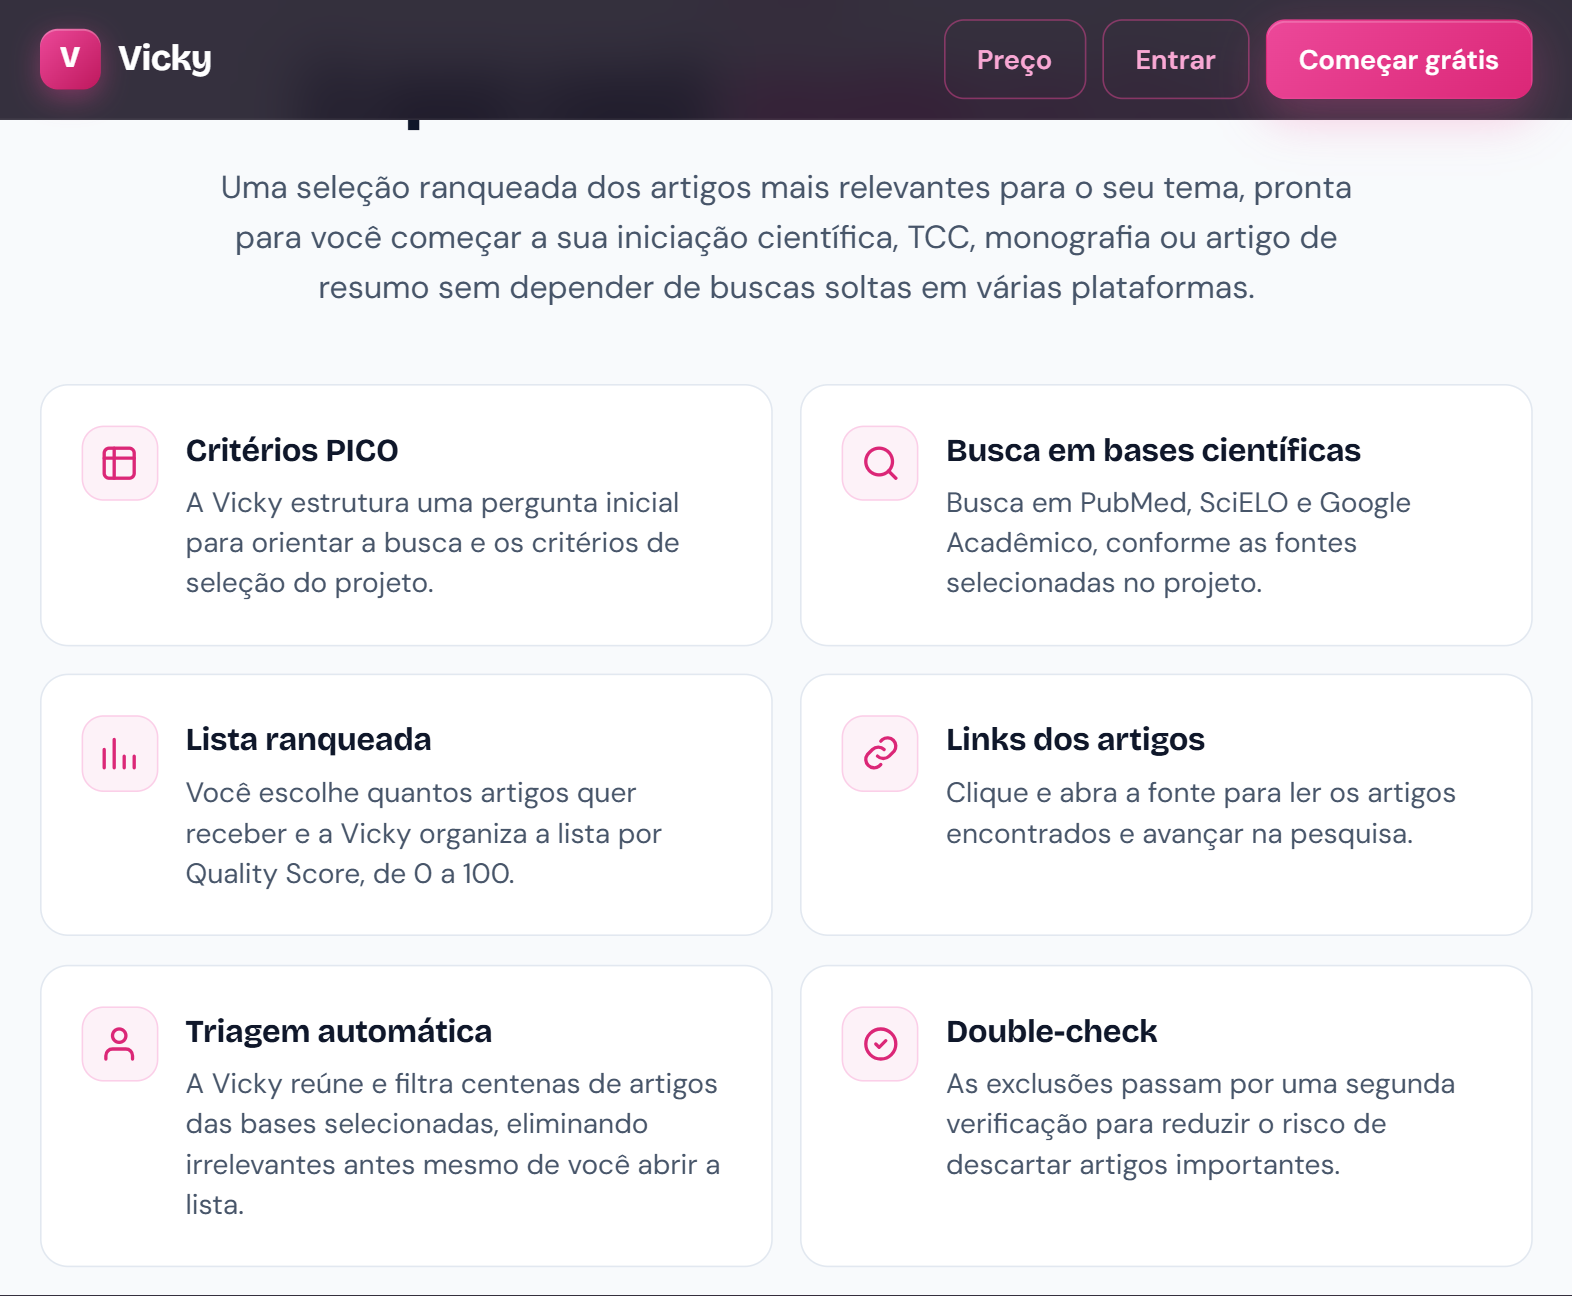 V Vicky
Preço
Entrar
Começar grátis
Uma seleção ranqueada dos artigos mais relevantes para o seu tema, pronta
para você começar a sua iniciação científica, TCC, monografia ou artigo de
resumo sem depender de buscas soltas em várias plataformas.
Critérios PICO
A Vicky estrutura uma pergunta inicial
para orientar a busca e os critérios de
seleção do projeto.
Busca em bases científicas
Busca em PubMed, SciELO e Google
Acadêmico, conforme as fontes
selecionadas no projeto.
Lista ranqueada
Você escolhe quantos artigos quer
receber e a Vicky organiza a lista por
Quality Score, de 0 a 100.
Links dos artigos
Clique e abra a fonte para ler os artigos
encontrados e avançar na pesquisa.
Triagem automática
A Vicky reúne e filtra centenas de artigos
das bases selecionadas, eliminando
irrelevantes antes mesmo de você abrir a
lista.
Double-check
As exclusões passam por uma segunda
verificação para reduzir o risco de
descartar artigos importantes.